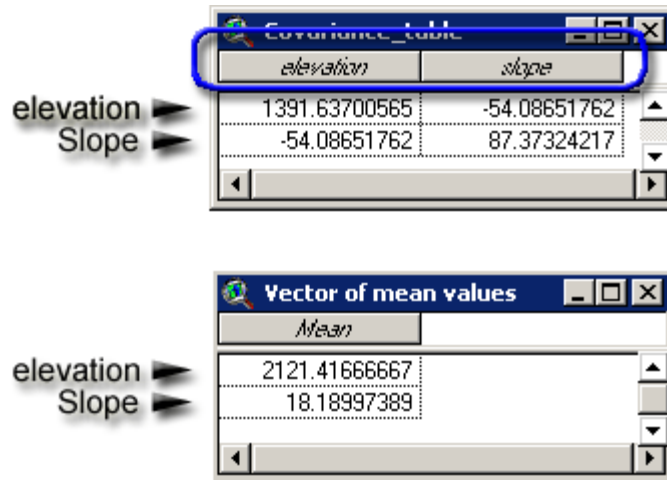 Covariance_table
elevation slope
elevation 1391.63700565 -54.08651762
Slope -54.08651762 87.37324217
Vector of mean values
Mean
elevation 2121.41666667
Slope 18.18997389